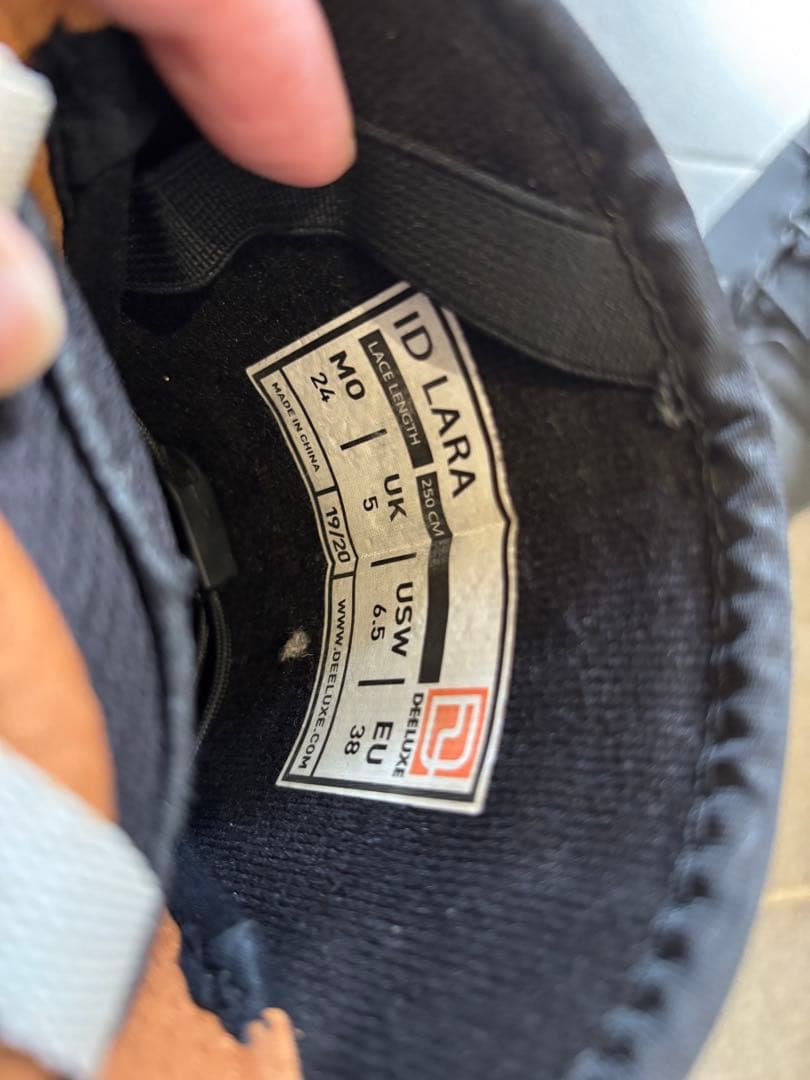 ID LARA
LACE LENGTH 250 CM
MO | UK | USW | EU
24 5 6.5 38
DEELUXE
MADE IN CHINA 19/20 WWW.DEELUXE.COM